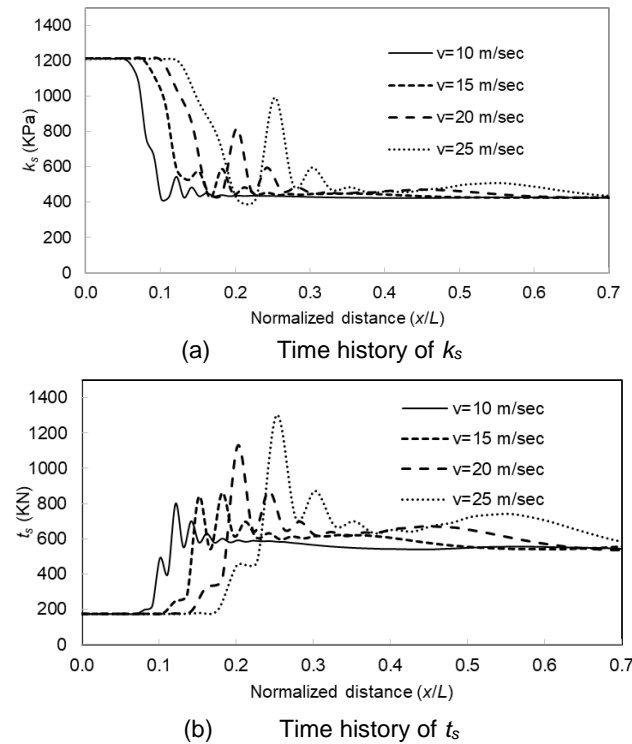 1400
1200
1000
800
600
400
200
0
k_s (KPa)
v=10 m/sec
v=15 m/sec
v=20 m/sec
v=25 m/sec
0.0 0.1 0.2 0.3 0.4 0.5 0.6 0.7
Normalized distance (x/L)
(a) Time history of k_s
1400
1200
1000
800
600
400
200
0
t_s (KN)
v=10 m/sec
v=15 m/sec
v=20 m/sec
v=25 m/sec
0.0 0.1 0.2 0.3 0.4 0.5 0.6 0.7
Normalized distance (x/L)
(b) Time history of t_s